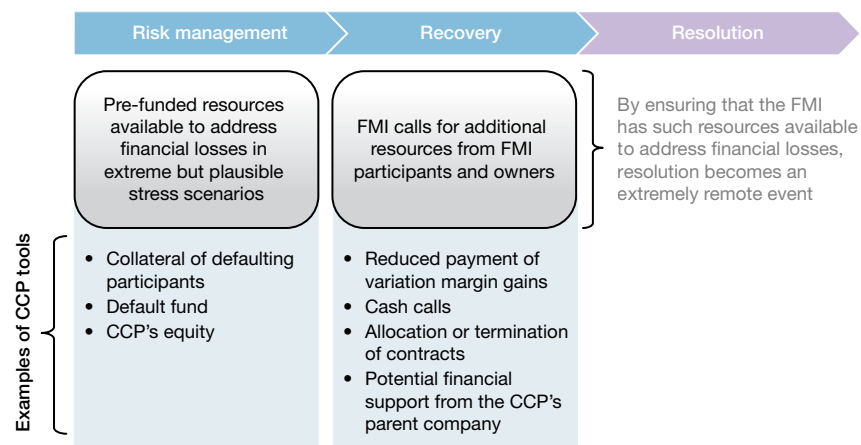 Risk management
Recovery
Resolution
Pre-funded resources
available to address
financial losses in
extreme but plausible
stress scenarios
FMI calls for additional
resources from FMI
participants and owners
By ensuring that the FMI
has such resources available
to address financial losses,
resolution becomes an
extremely remote event
Examples of CCP tools
• Collateral of defaulting
participants
• Default fund
• CCP's equity
• Reduced payment of
variation margin gains
• Cash calls
• Allocation or termination
of contracts
• Potential financial
support from the CCP's
parent company